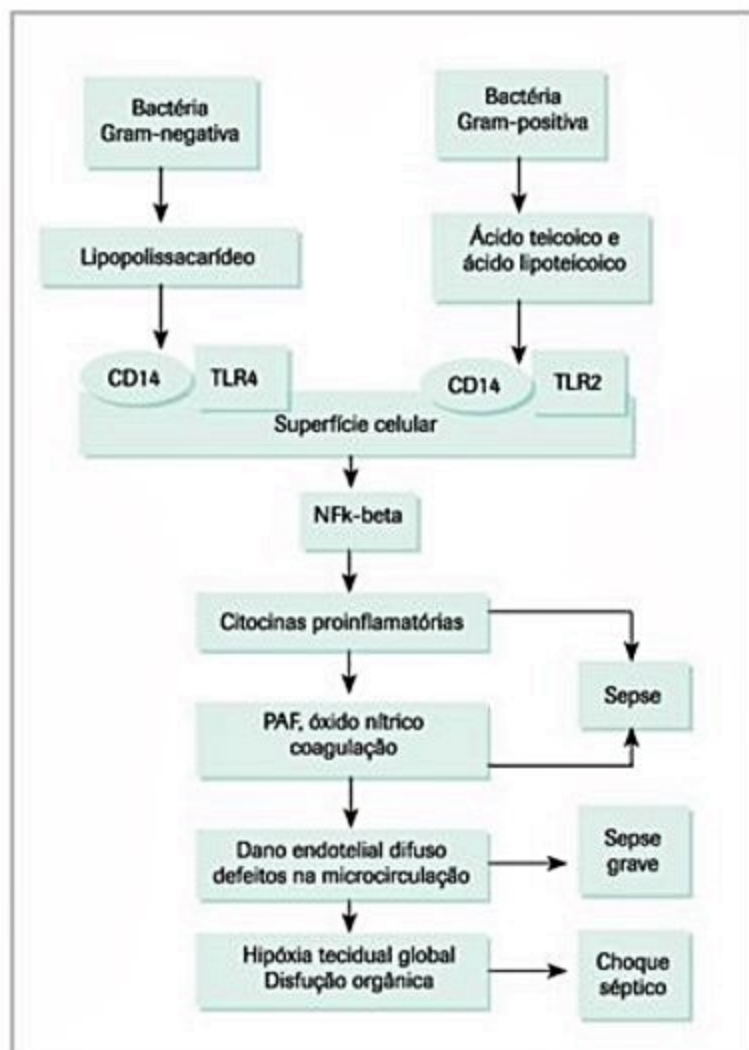 Bactéria
Gram-negativa
Bactéria
Gram-positiva
Lipopolissacarídeo
Ácido teicoico e
ácido lipoteicoico
CD14
TLR4
CD14
TLR2
Superfície celular
NFk-beta
Citocinas proinflamatórias
Sepse
PAF, óxido nítrico
coagulação
Dano endotelial difuso
defeitos na microcirculação
Sepse
grave
Hipóxia tecidual global
Disfução orgânica
Choque
séptico